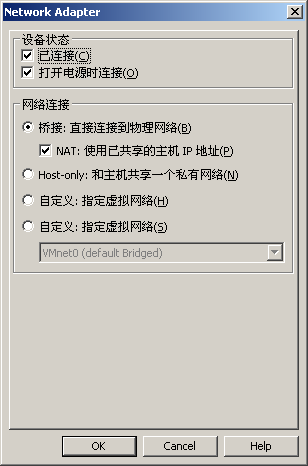 Network Adapter
设备状态
已连接(C)
打开电源时连接(O)
网络连接
桥接: 直接连接到物理网络(B)
NAT: 使用已共享的主机 IP 地址(P)
Host-only: 和主机共享一个私有网络(N)
自定义: 指定虚拟网络(H)
自定义: 指定虚拟网络(S)
VMnet0 (default Bridged)
OK Cancel Help